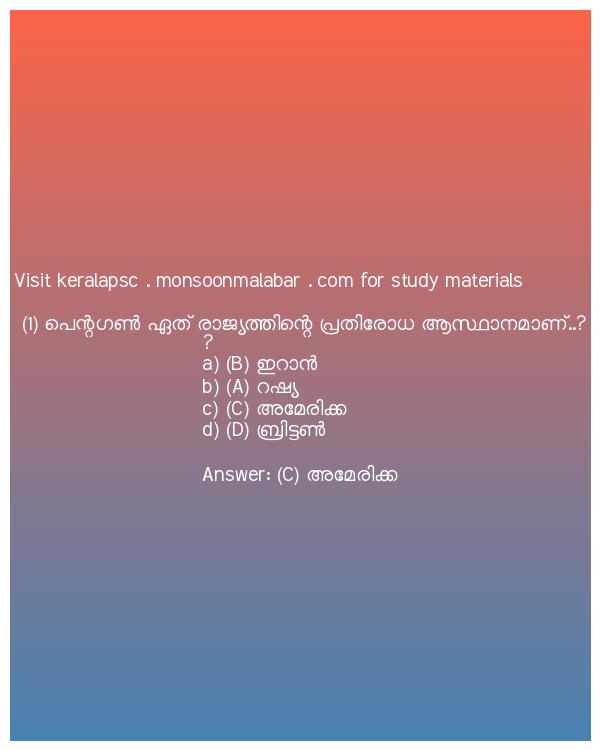 Visit keralapsc . monsoonmalabar . com for study materials
(1) പെന്റഗൺ ഏത് രാജ്യത്തിന്റെ പ്രതിരോധ ആസ്ഥാനമാണ്..?
?
a) (B) ഇറാൻ
b) (A) റഷ്യ
c) (C) അമേരിക്ക
d) (D) ബ്രിട്ടൺ
Answer: (C) അമേരിക്ക